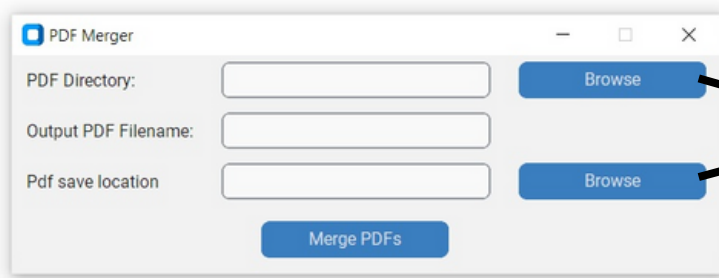 PDF Merger
PDF Directory: Browse
Output PDF Filename:
Pdf save location Browse
Merge PDFs